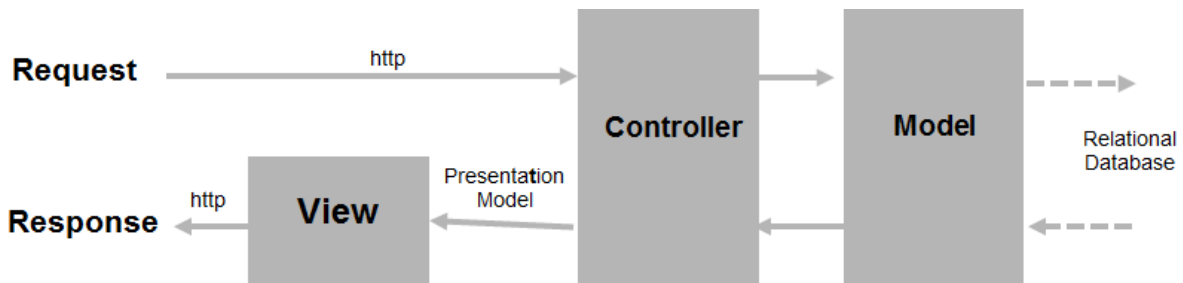 Request
http
Controller
Model
Relational
Database
Presentation
Model
http
View
Response